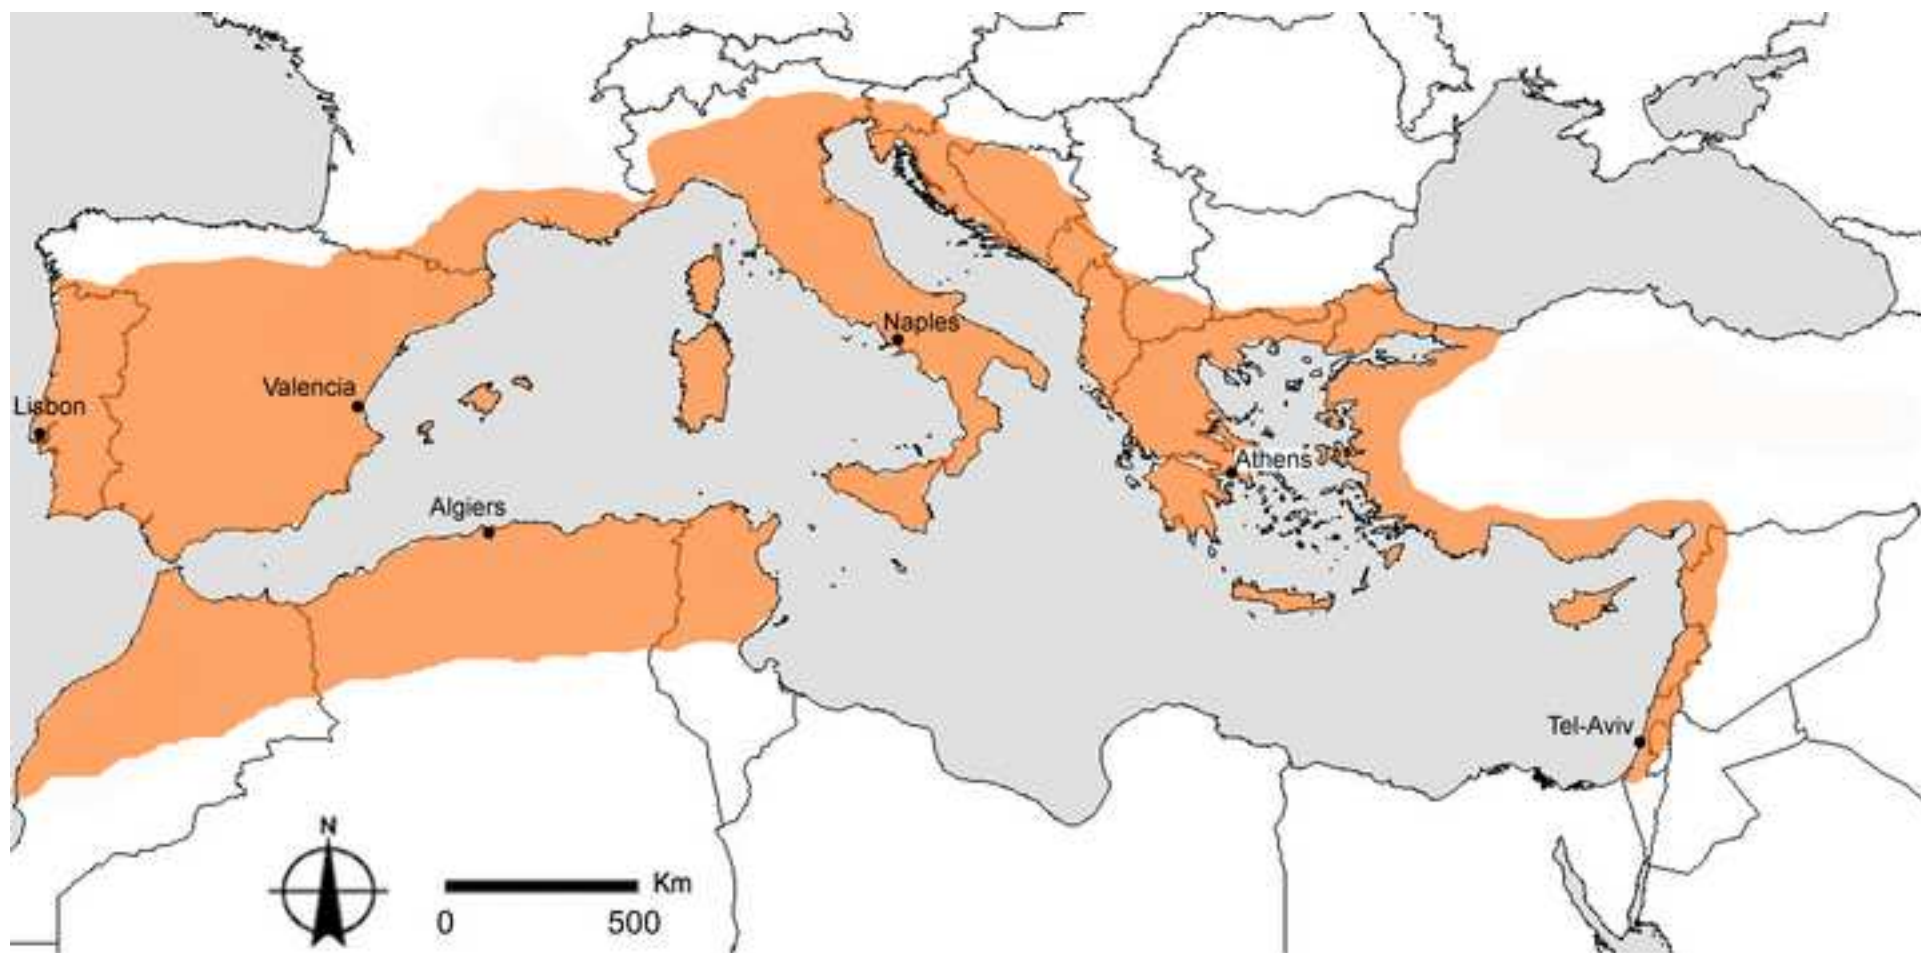 Naples
Valencia
Lisbon
Athens
Algiers
Tel-Aviv
N
Km
0 500